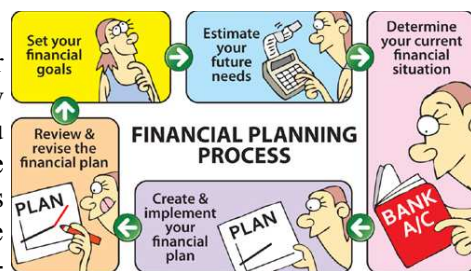 Set your
financial
goals
Estimate
your
future
needs
Determine
your current
financial
situation
FINANCIAL PLANNING
PROCESS
BANK
A/C
Create &
implement
your
financial
plan
PLAN
Review &
revise the
financial plan
PLAN